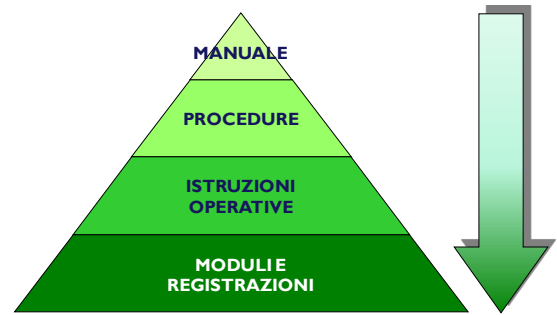 MANUALE
PROCEDURE
ISTRUZIONI
OPERATIVE
MODULI E
REGISTRAZIONI